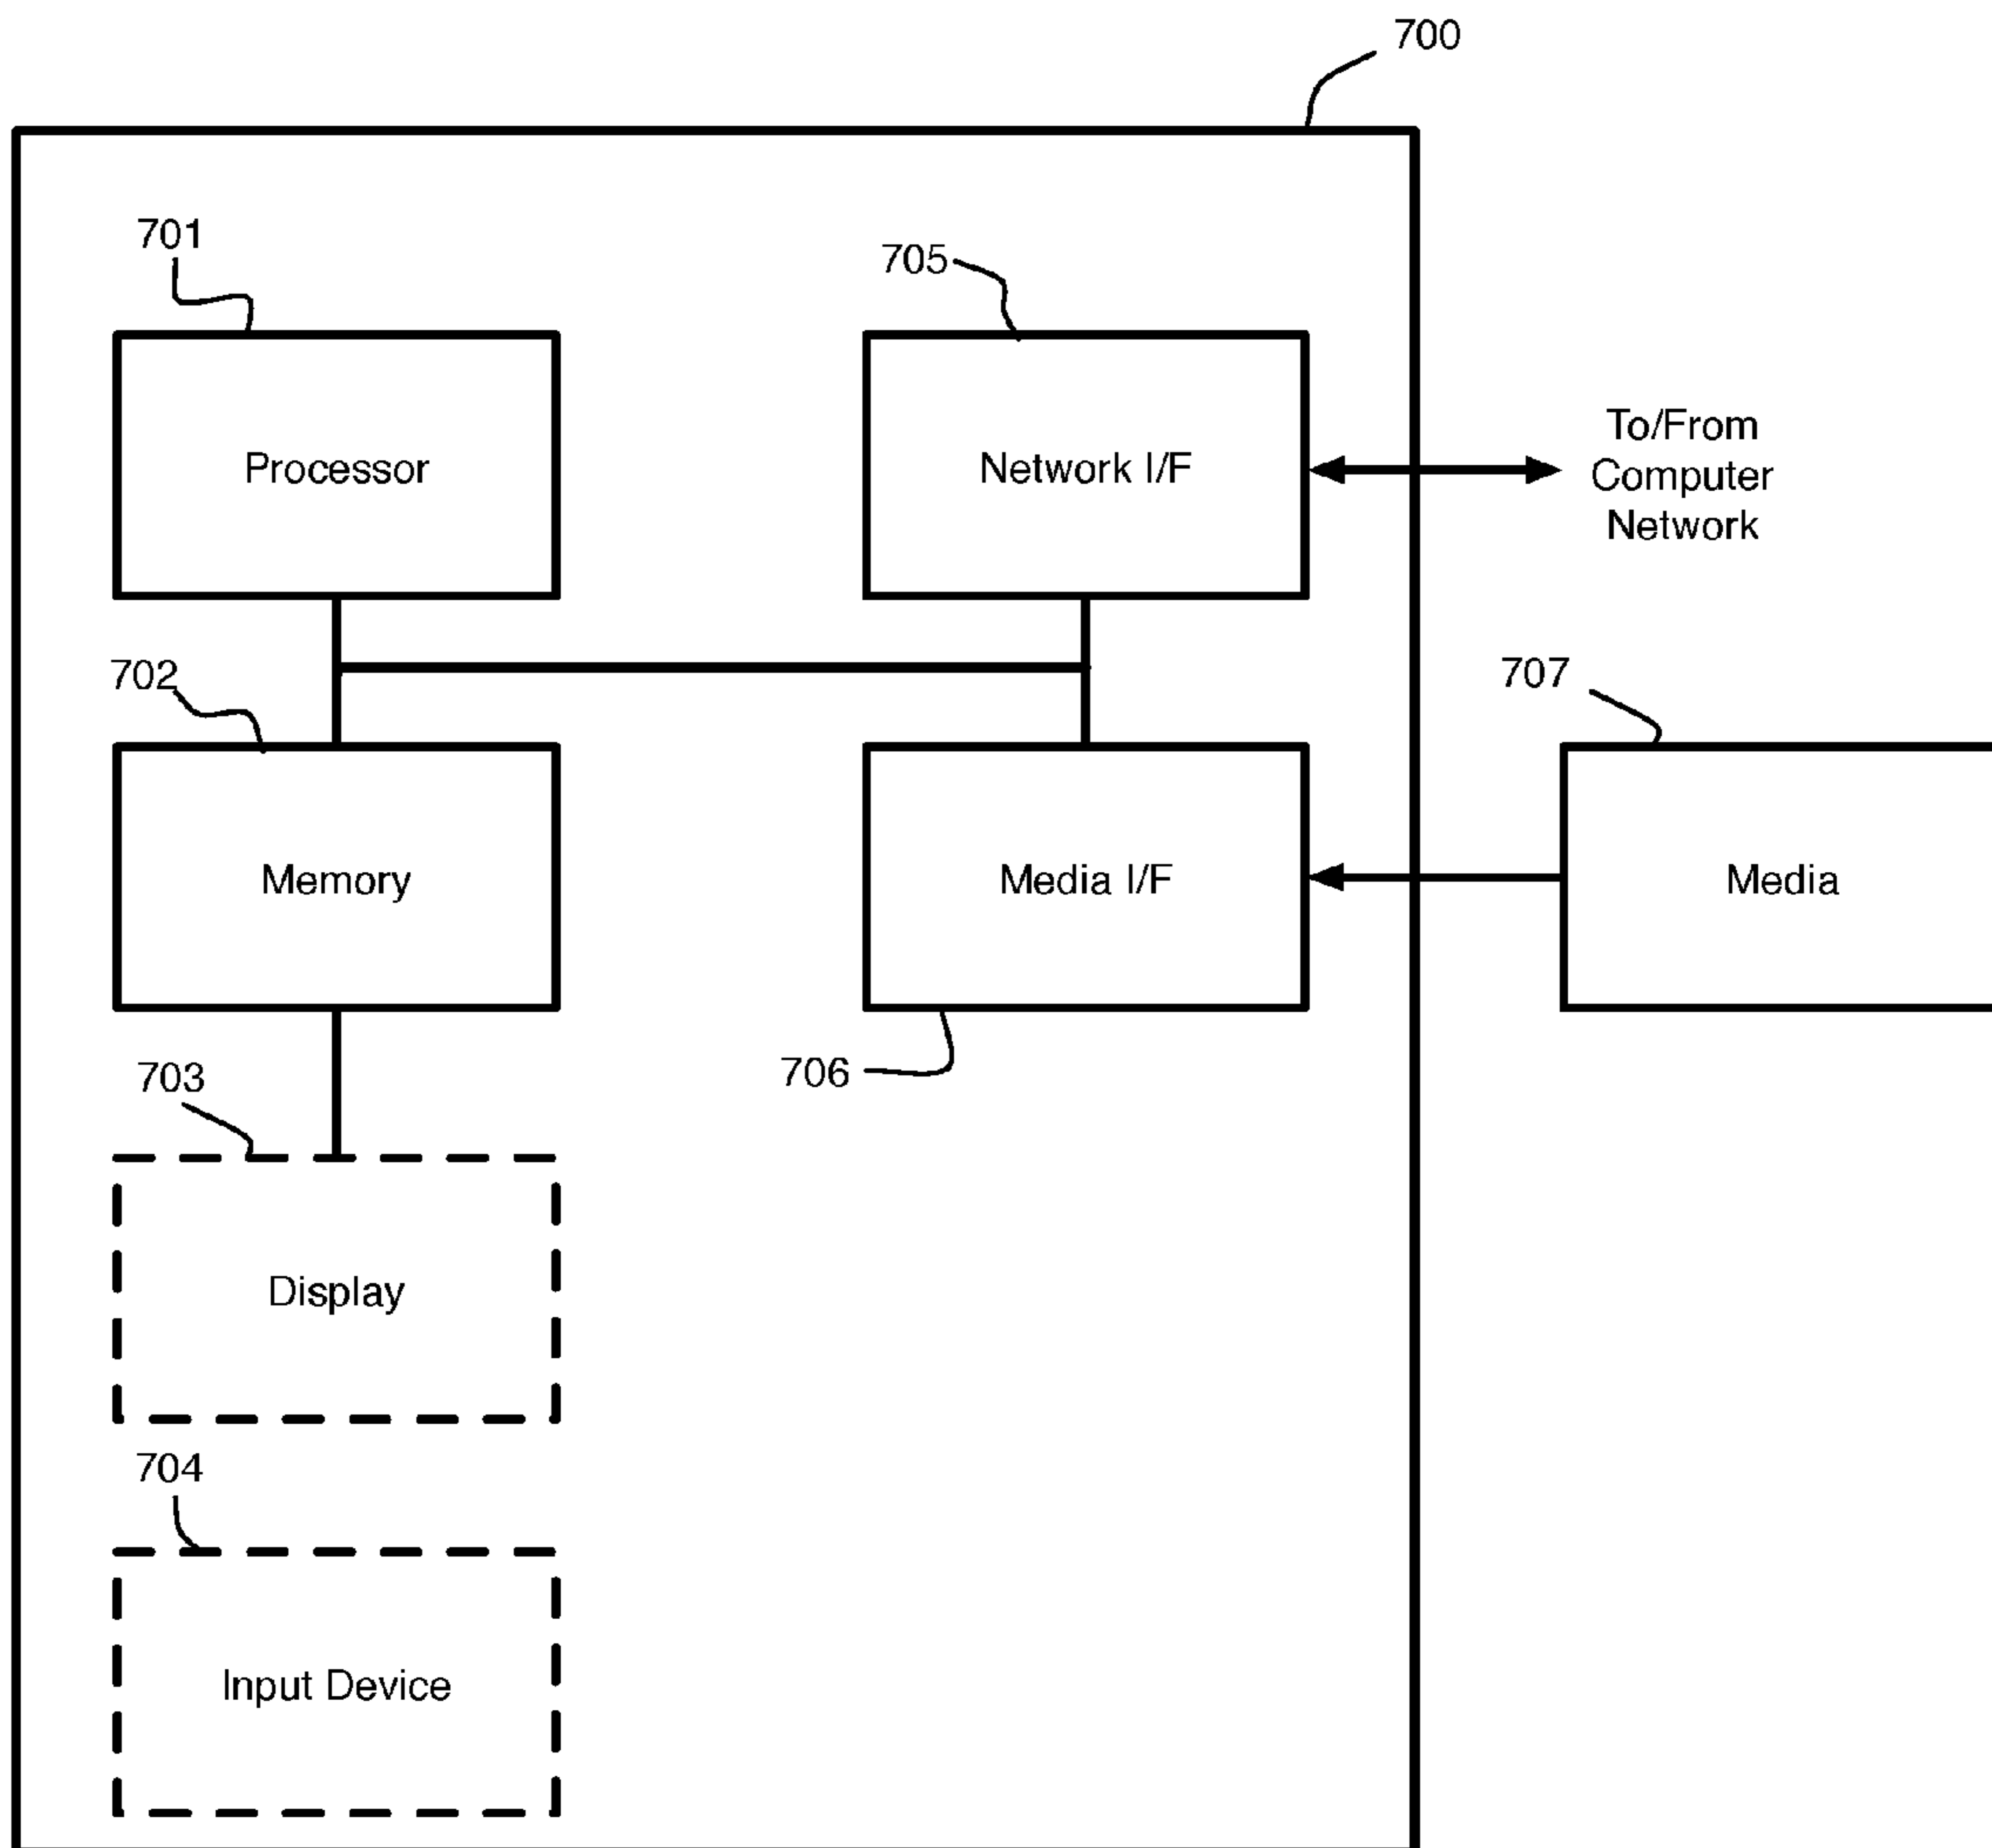 700
701
705
Processor
Network I/F
To/From
Computer
Network
702
707
Memory
Media I/F
Media
703
706
Display
704
Input Device